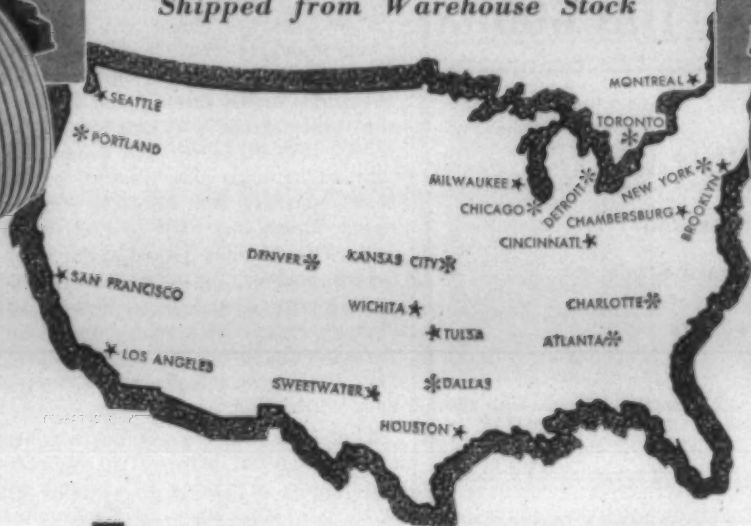 Shipped from Warehouse Stock
MONTREAL
SEATTLE
TORONTO
PORTLAND
MILWAUKEE
DETROIT
NEW YORK
BROOKLYN
CHICAGO
CHAMBERSBURG
CINCINNATI
DENVER
KANSAS CITY
SAN FRANCISCO
WICHITA
CHARLOTTE
TULSA
ATLANTA
LOS ANGELES
SWEETWATER
DALLAS
HOUSTON